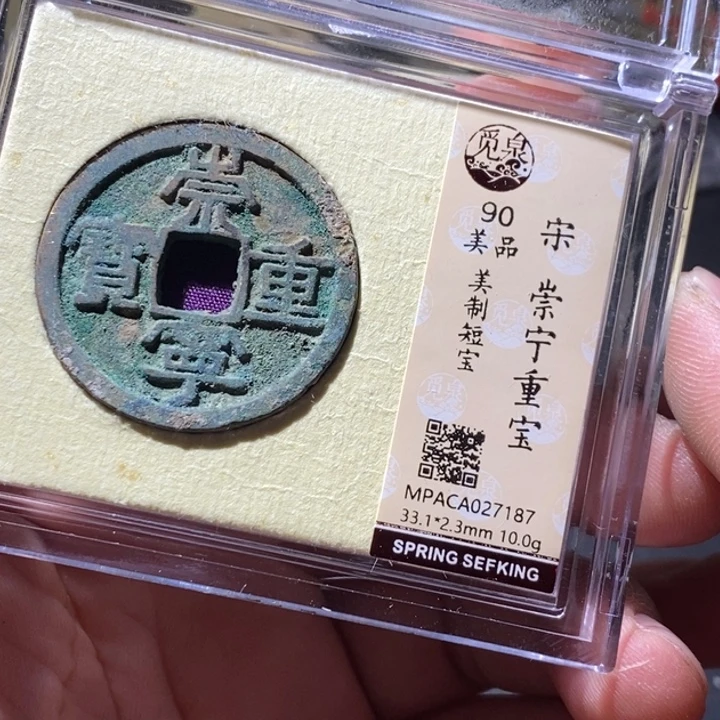 崇
重
寧
寶
觅泉
90
美品
美制短宝
宋
崇宁重宝
MPACA027187
33.1*2.3mm 10.0g
SPRING SEFKING